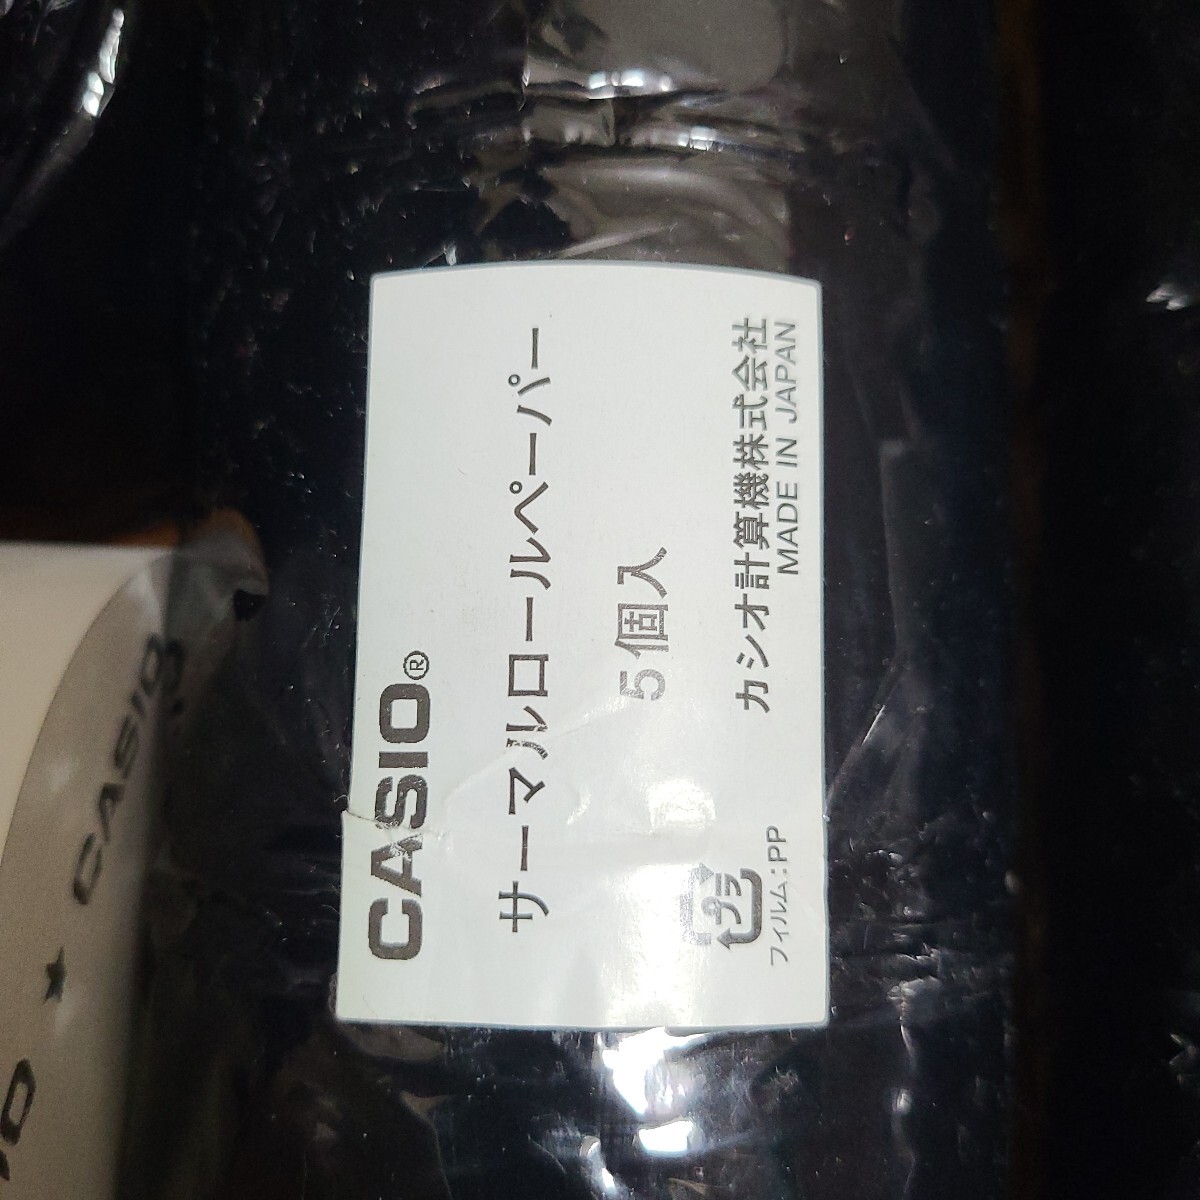 CASIO®
サーマルロールペーパー
5個入
プラ
フィルム:PP
カシオ計算機株式会社
MADE IN JAPAN
★ CASIO